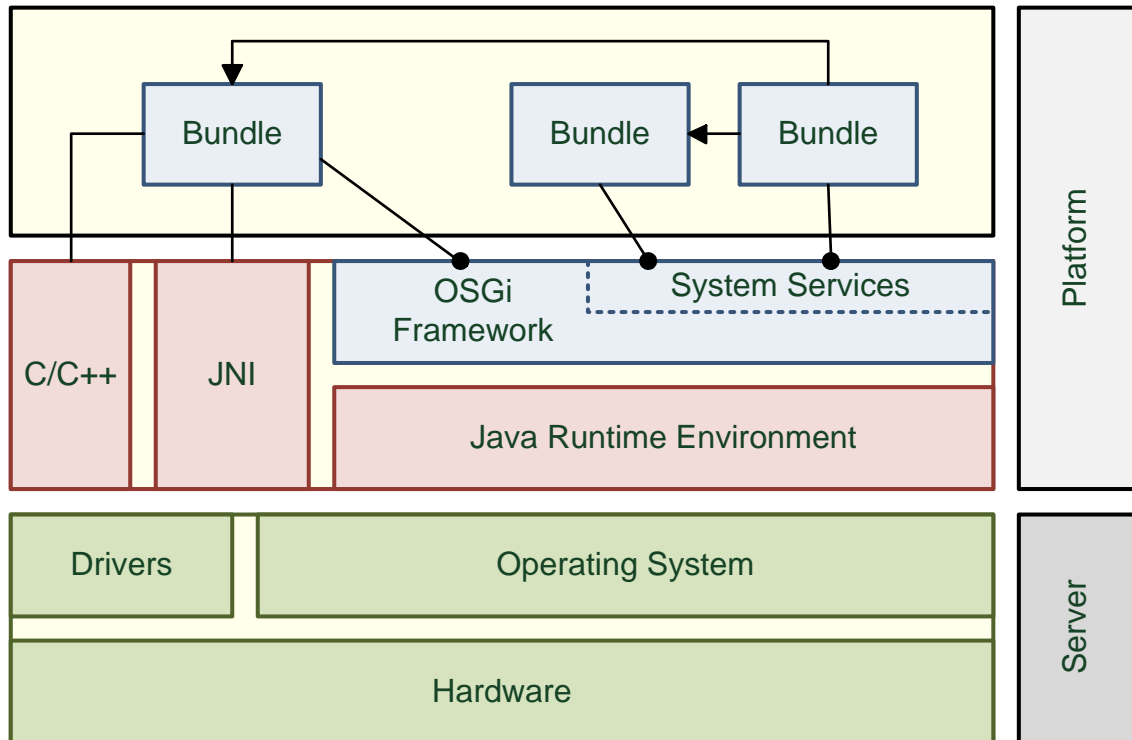 Bundle
Bundle
Bundle
Platform
OSGi
Framework
System Services
C/C++
JNI
Java Runtime Environment
Drivers
Operating System
Server
Hardware